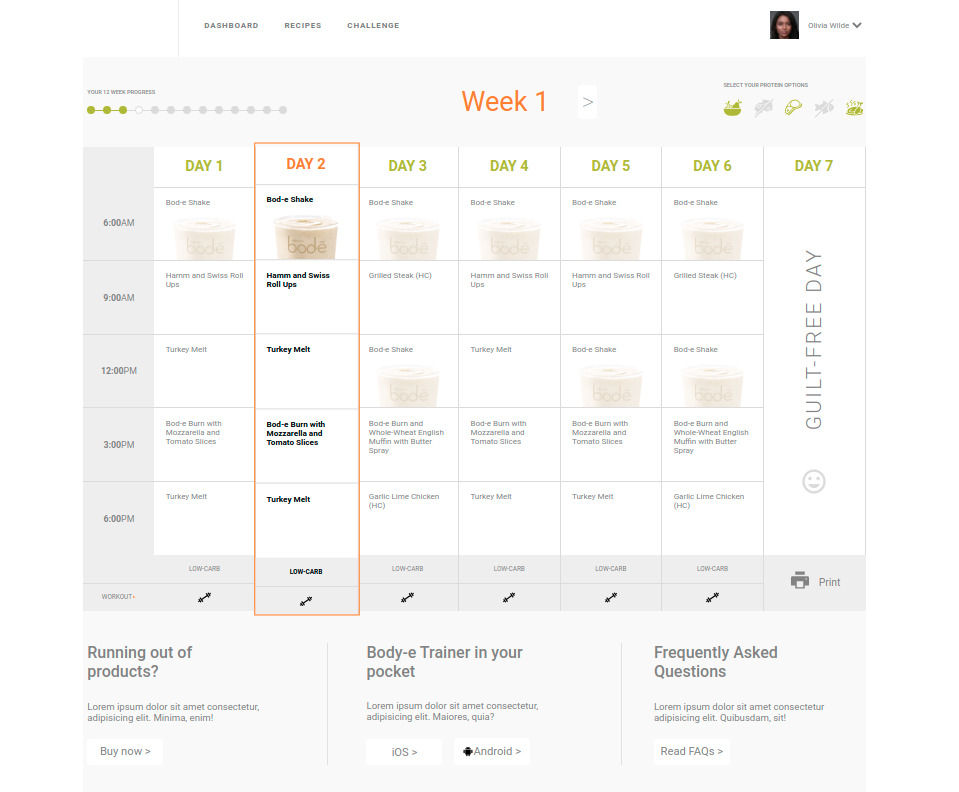 DASHBOARD RECIPES CHALLENGE Olivia Wilde
YOUR 12 WEEK PROGRESS
Week 1 >
SELECT YOUR PROTEIN OPTIONS
DAY 1 DAY 2 DAY 3 DAY 4 DAY 5 DAY 6 DAY 7
6:00AM
Bod-e Shake
bodē
Bod-e Shake
bodē
Bod-e Shake
bodē
Bod-e Shake
bodē
Bod-e Shake
bodē
Bod-e Shake
bodē
9:00AM
Hamm and Swiss Roll
Ups
Hamm and Swiss
Roll Ups
Grilled Steak (HC)
Hamm and Swiss Roll
Ups
Hamm and Swiss Roll
Ups
Grilled Steak (HC)
12:00PM
Turkey Melt
Turkey Melt
Bod-e Shake
bodē
Turkey Melt
Bod-e Shake
bodē
Bod-e Shake
bodē
3:00PM
Bod-e Burn with
Mozzarella and
Tomato Slices
Bod-e Burn with
Mozzarella and
Tomato Slices
Bod-e Burn and
Whole-Wheat English
Muffin with Butter
Spray
Bod-e Burn with
Mozzarella and
Tomato Slices
Bod-e Burn with
Mozzarella and
Tomato Slices
Bod-e Burn and
Whole-Wheat English
Muffin with Butter
Spray
6:00PM
Turkey Melt
Turkey Melt
Garlic Lime Chicken
(HC)
Turkey Melt
Turkey Melt
Garlic Lime Chicken
(HC)
GUILT-FREE DAY
LOW-CARB LOW-CARB LOW-CARB LOW-CARB LOW-CARB LOW-CARB
WORKOUT+
Print
Running out of
products?
Lorem ipsum dolor sit amet consectetur,
adipisicing elit. Minima, enim!
Buy now >
Body-e Trainer in your
pocket
Lorem ipsum dolor sit amet consectetur,
adipisicing elit. Maiores, quia?
iOS > Android >
Frequently Asked
Questions
Lorem ipsum dolor sit amet consectetur
adipisicing elit. Quibusdam, sit!
Read FAQs >